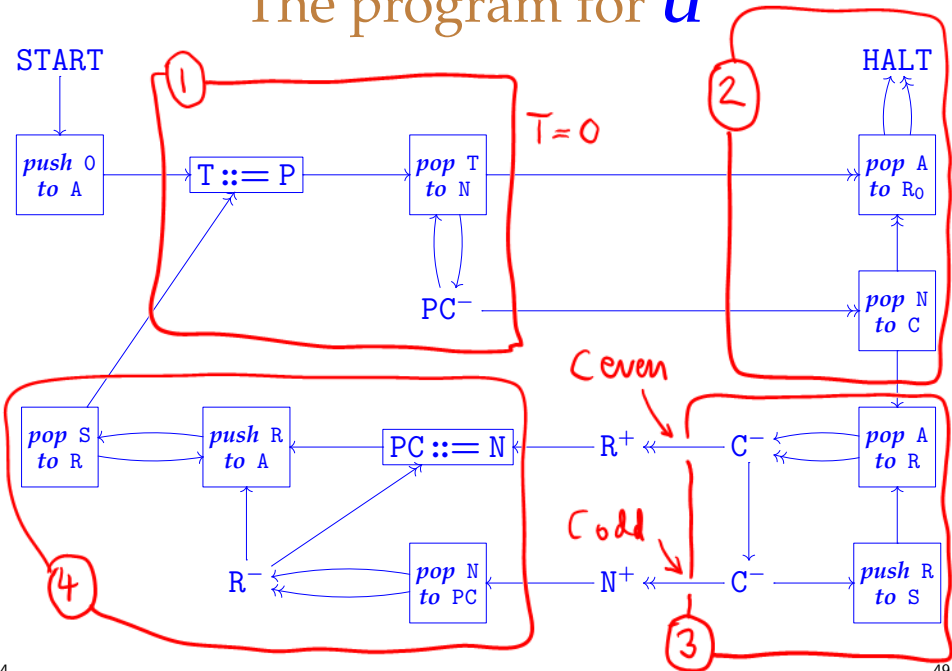 The program for u
START
HALT
push 0
to A
T ::= P
pop T
to N
T=0
pop A
to R₀
PC⁻
pop N
to C
C even
pop S
to R
push R
to A
PC ::= N
R⁺
C⁻
pop A
to R
C odd
R⁻
pop N
to PC
N⁺
C⁻
push R
to S
1
2
3
4